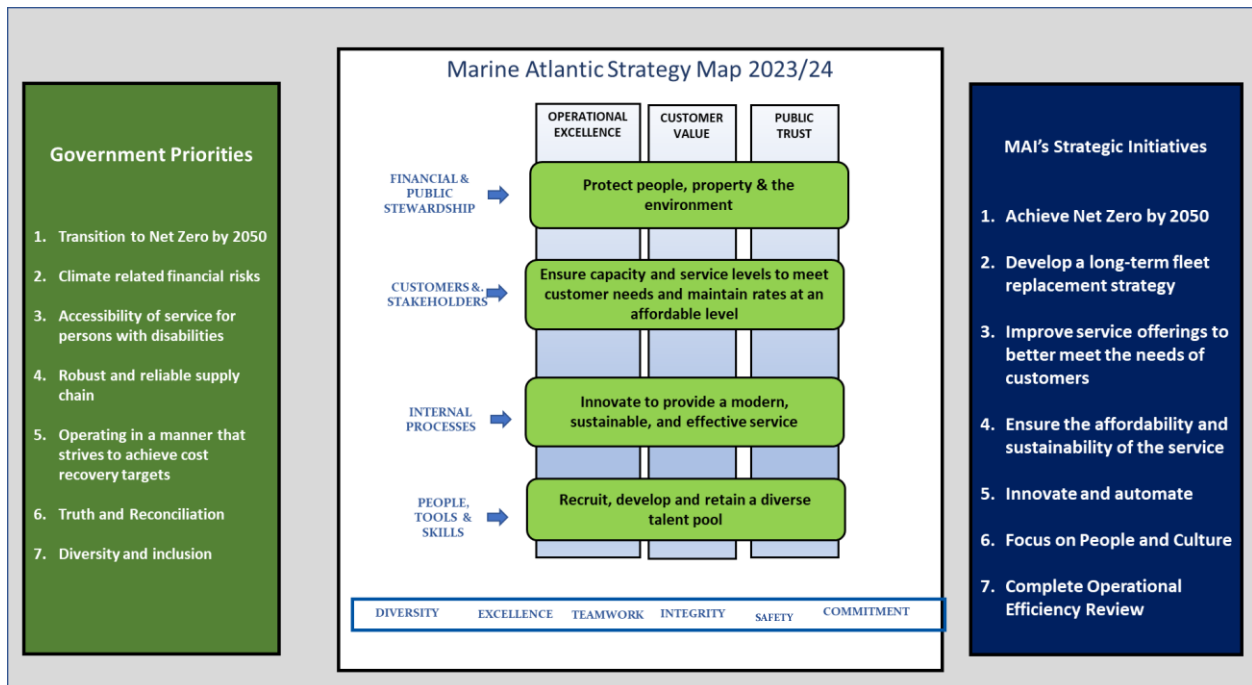 Government Priorities
1. Transition to Net Zero by 2050
2. Climate related financial risks
3. Accessibility of service for
persons with disabilities
4. Robust and reliable supply
chain
5. Operating in a manner that
strives to achieve cost
recovery targets
6. Truth and Reconciliation
7. Diversity and inclusion
Marine Atlantic Strategy Map 2023/24
OPERATIONAL
EXCELLENCE
CUSTOMER
VALUE
PUBLIC
TRUST
FINANCIAL &
PUBLIC
STEWARDSHIP
Protect people, property & the
environment
CUSTOMERS &.
STAKEHOLDERS
Ensure capacity and service levels to meet
customer needs and maintain rates at an
affordable level
INTERNAL
PROCESSES
Innovate to provide a modern,
sustainable, and effective service
PEOPLE,
TOOLS &
SKILLS
Recruit, develop and retain a diverse
talent pool
DIVERSITY EXCELLENCE TEAMWORK INTEGRITY SAFETY COMMITMENT
MAI's Strategic Initiatives
1. Achieve Net Zero by 2050
2. Develop a long-term fleet
replacement strategy
3. Improve service offerings to
better meet the needs of
customers
4. Ensure the affordability and
sustainability of the service
5. Innovate and automate
6. Focus on People and Culture
7. Complete Operational
Efficiency Review